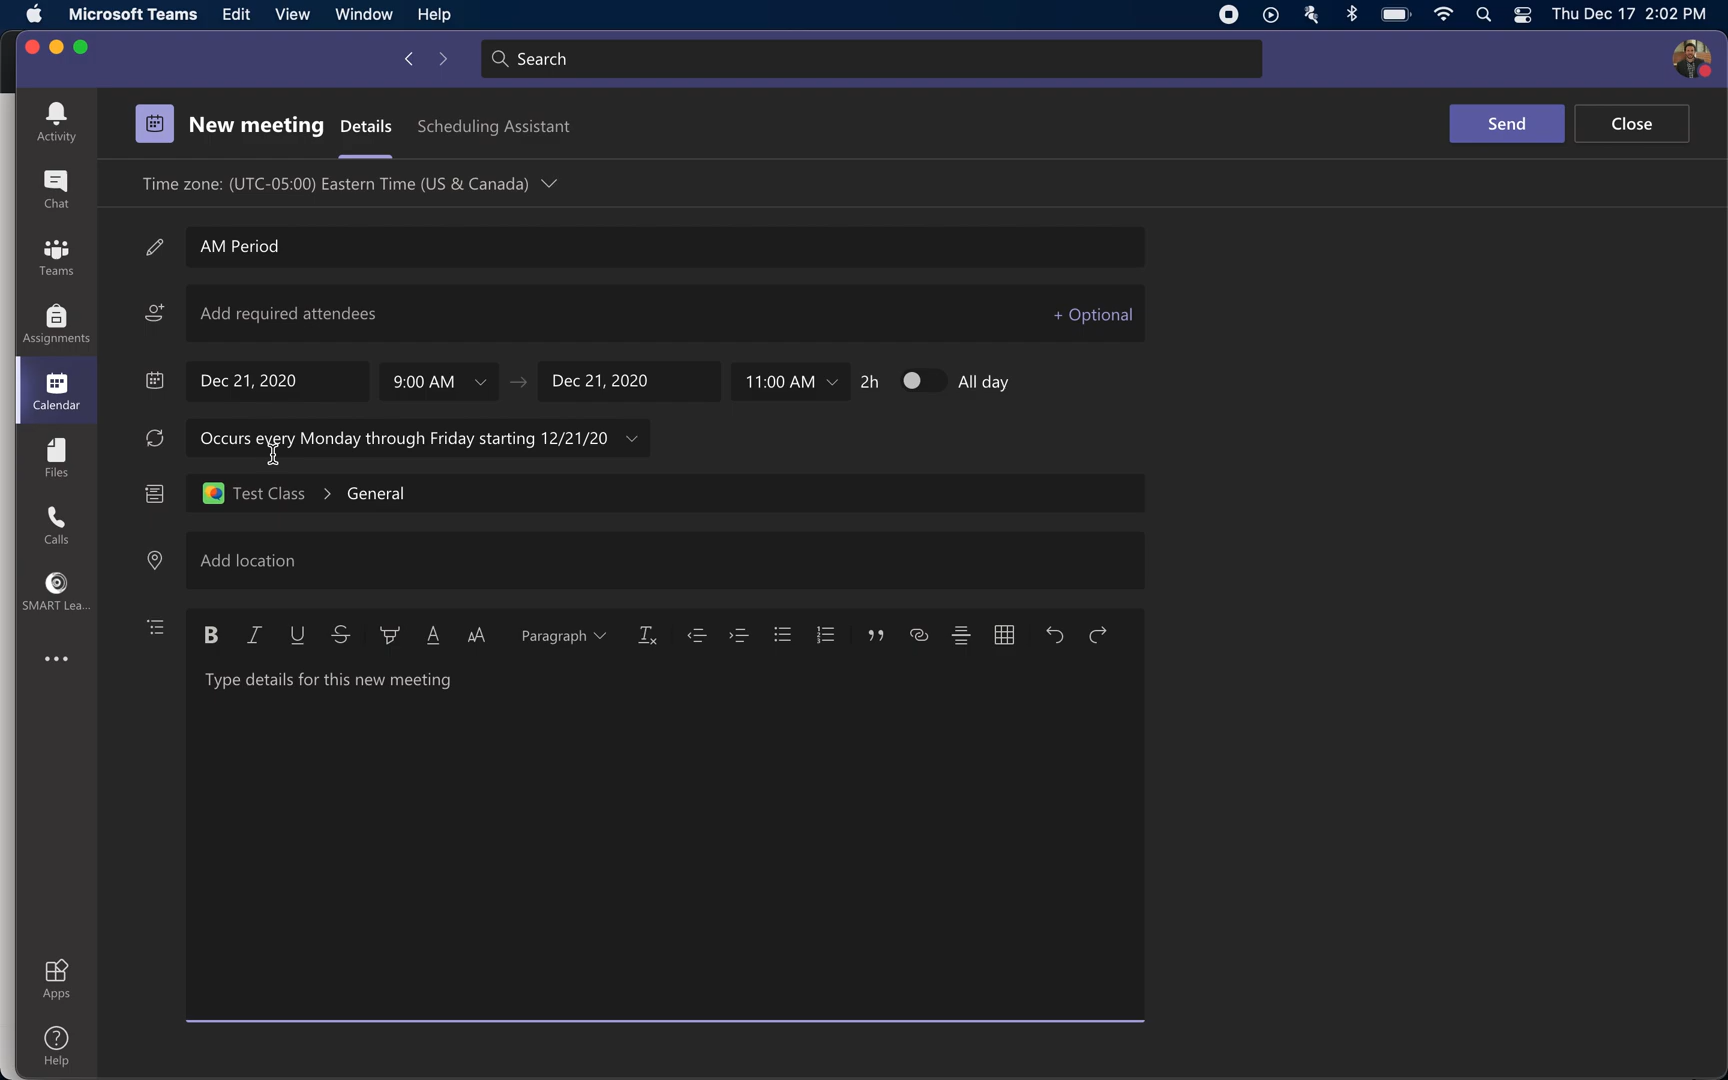 Microsoft Teams Edit View Window Help Thu Dec 17 2:02 PM
Search
Activity
Chat
Teams
Assignments
Calendar
Files
Calls
SMART Lea...
Apps
Help
New meeting Details Scheduling Assistant Send Close
Time zone: (UTC-05:00) Eastern Time (US & Canada)
AM Period
Add required attendees + Optional
Dec 21, 2020 9:00 AM → Dec 21, 2020 11:00 AM 2h All day
Occurs every Monday through Friday starting 12/21/20
Test Class > General
Add location
B I U S A AA Paragraph
Type details for this new meeting